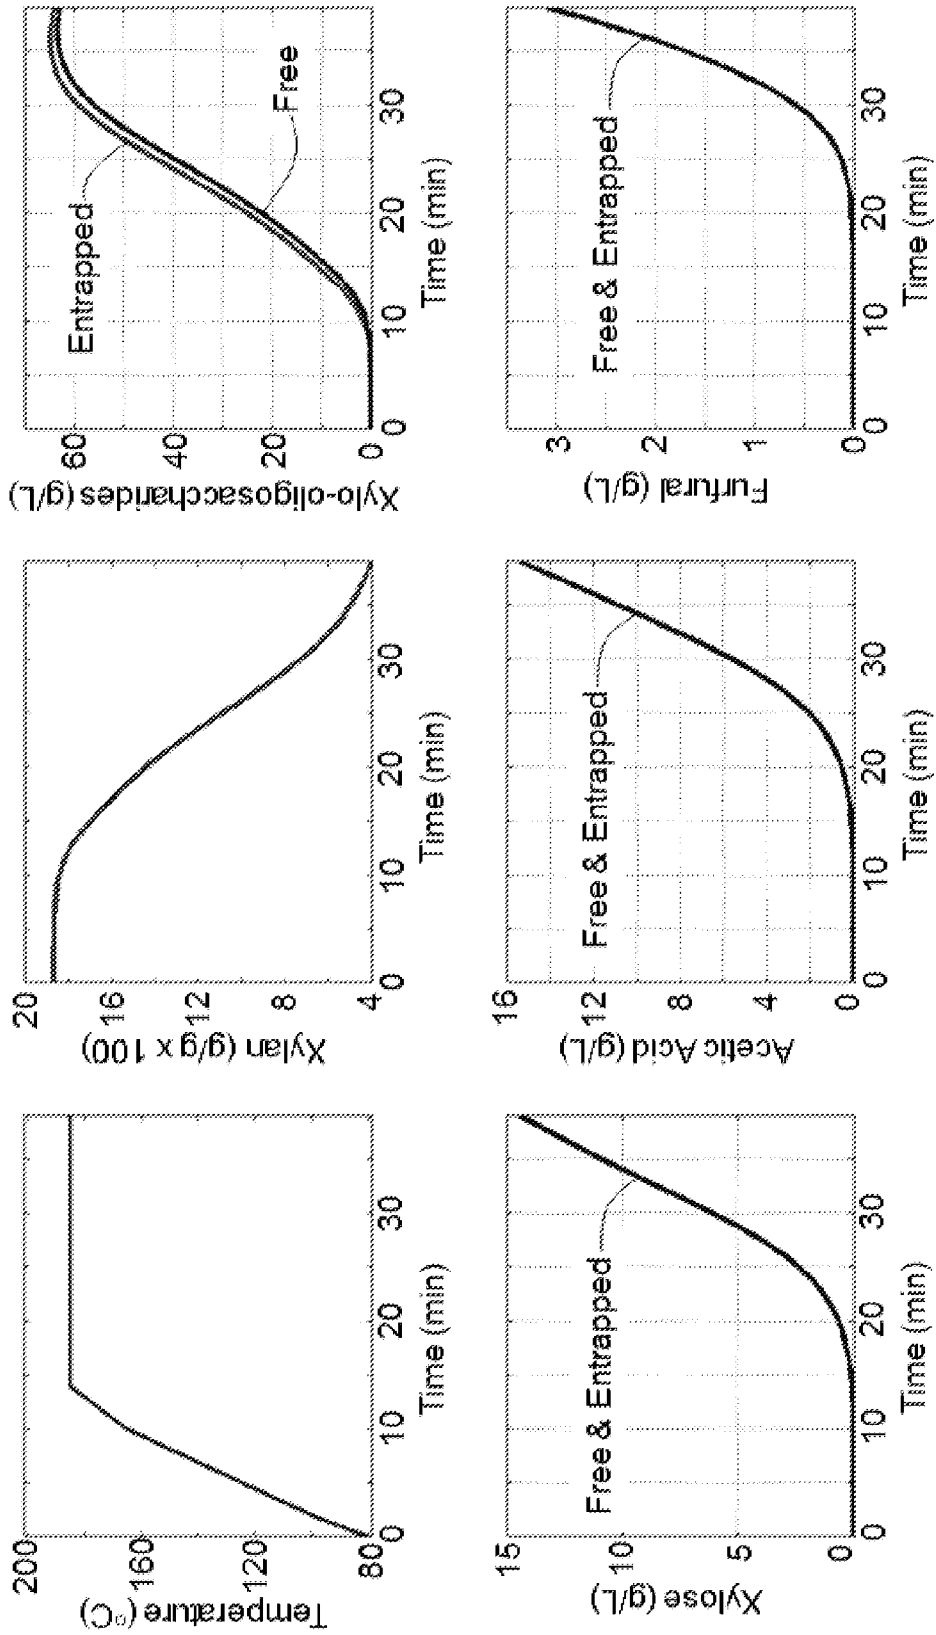 Temperature (°C)
200
160
120
80
0
10
20
30
Time (min)
Xylan (g/g x 100)
20
16
12
8
4
0
10
20
30
Time (min)
Xylo-oligosaccharides (g/L)
60
40
20
0
Entrapped
Free
0
10
20
30
Time (min)
Xylose (g/L)
15
10
5
0
Free & Entrapped
0
10
20
30
Time (min)
Acetic Acid (g/L)
16
12
8
4
0
Free & Entrapped
0
10
20
30
Time (min)
Furfural (g/L)
3
2
1
0
Free & Entrapped
0
10
20
30
Time (min)